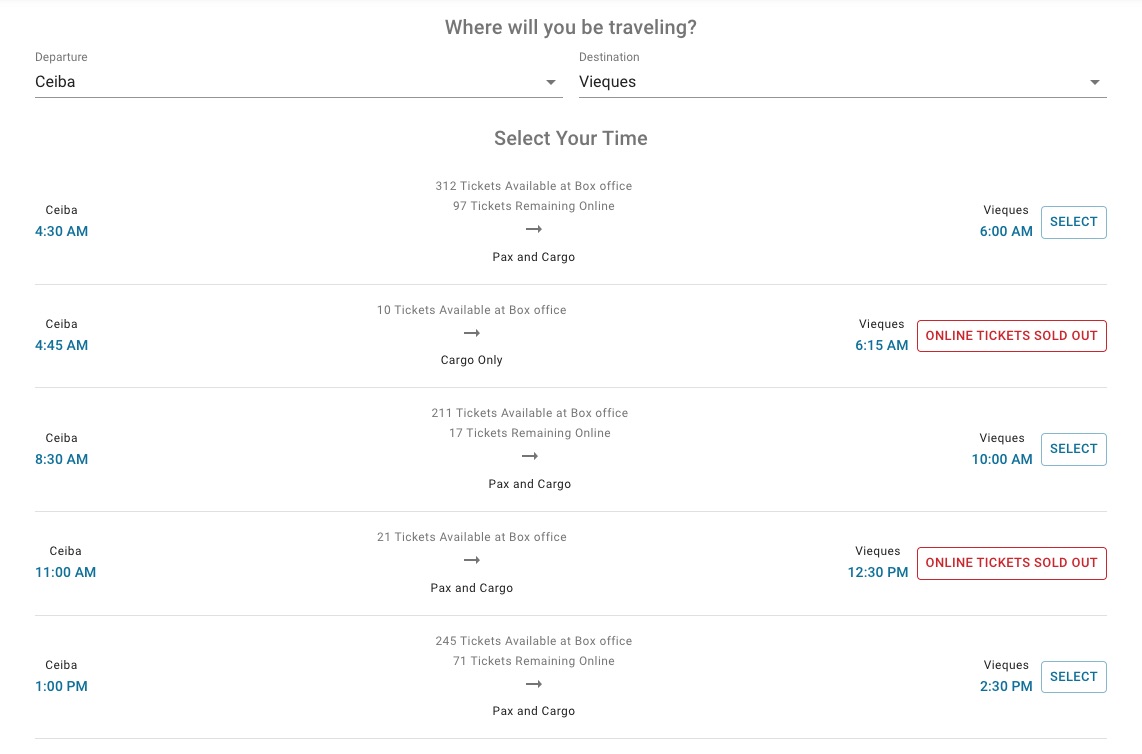 Where will you be traveling?
Departure
Ceiba
Destination
Vieques
Select Your Time
312 Tickets Available at Box office
97 Tickets Remaining Online
Ceiba
4:30 AM
Pax and Cargo
Vieques
6:00 AM
SELECT
10 Tickets Available at Box office
Ceiba
4:45 AM
Cargo Only
Vieques
6:15 AM
ONLINE TICKETS SOLD OUT
211 Tickets Available at Box office
17 Tickets Remaining Online
Ceiba
8:30 AM
Pax and Cargo
Vieques
10:00 AM
SELECT
21 Tickets Available at Box office
Ceiba
11:00 AM
Pax and Cargo
Vieques
12:30 PM
ONLINE TICKETS SOLD OUT
245 Tickets Available at Box office
71 Tickets Remaining Online
Ceiba
1:00 PM
Pax and Cargo
Vieques
2:30 PM
SELECT